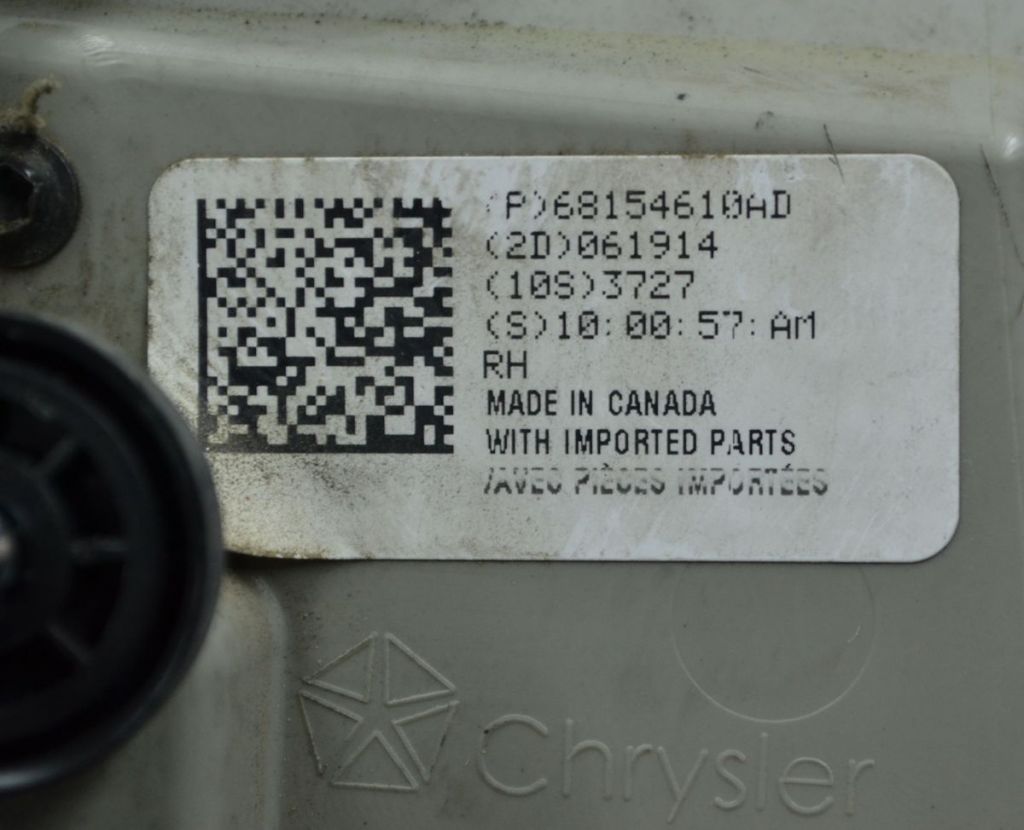 (P)68154610AD
(2D)061914
(10S)3727
(S)10:00:57:AM
RH
MADE IN CANADA
WITH IMPORTED PARTS
/AVEC PIÈCES IMPORTÉES
Chrysler